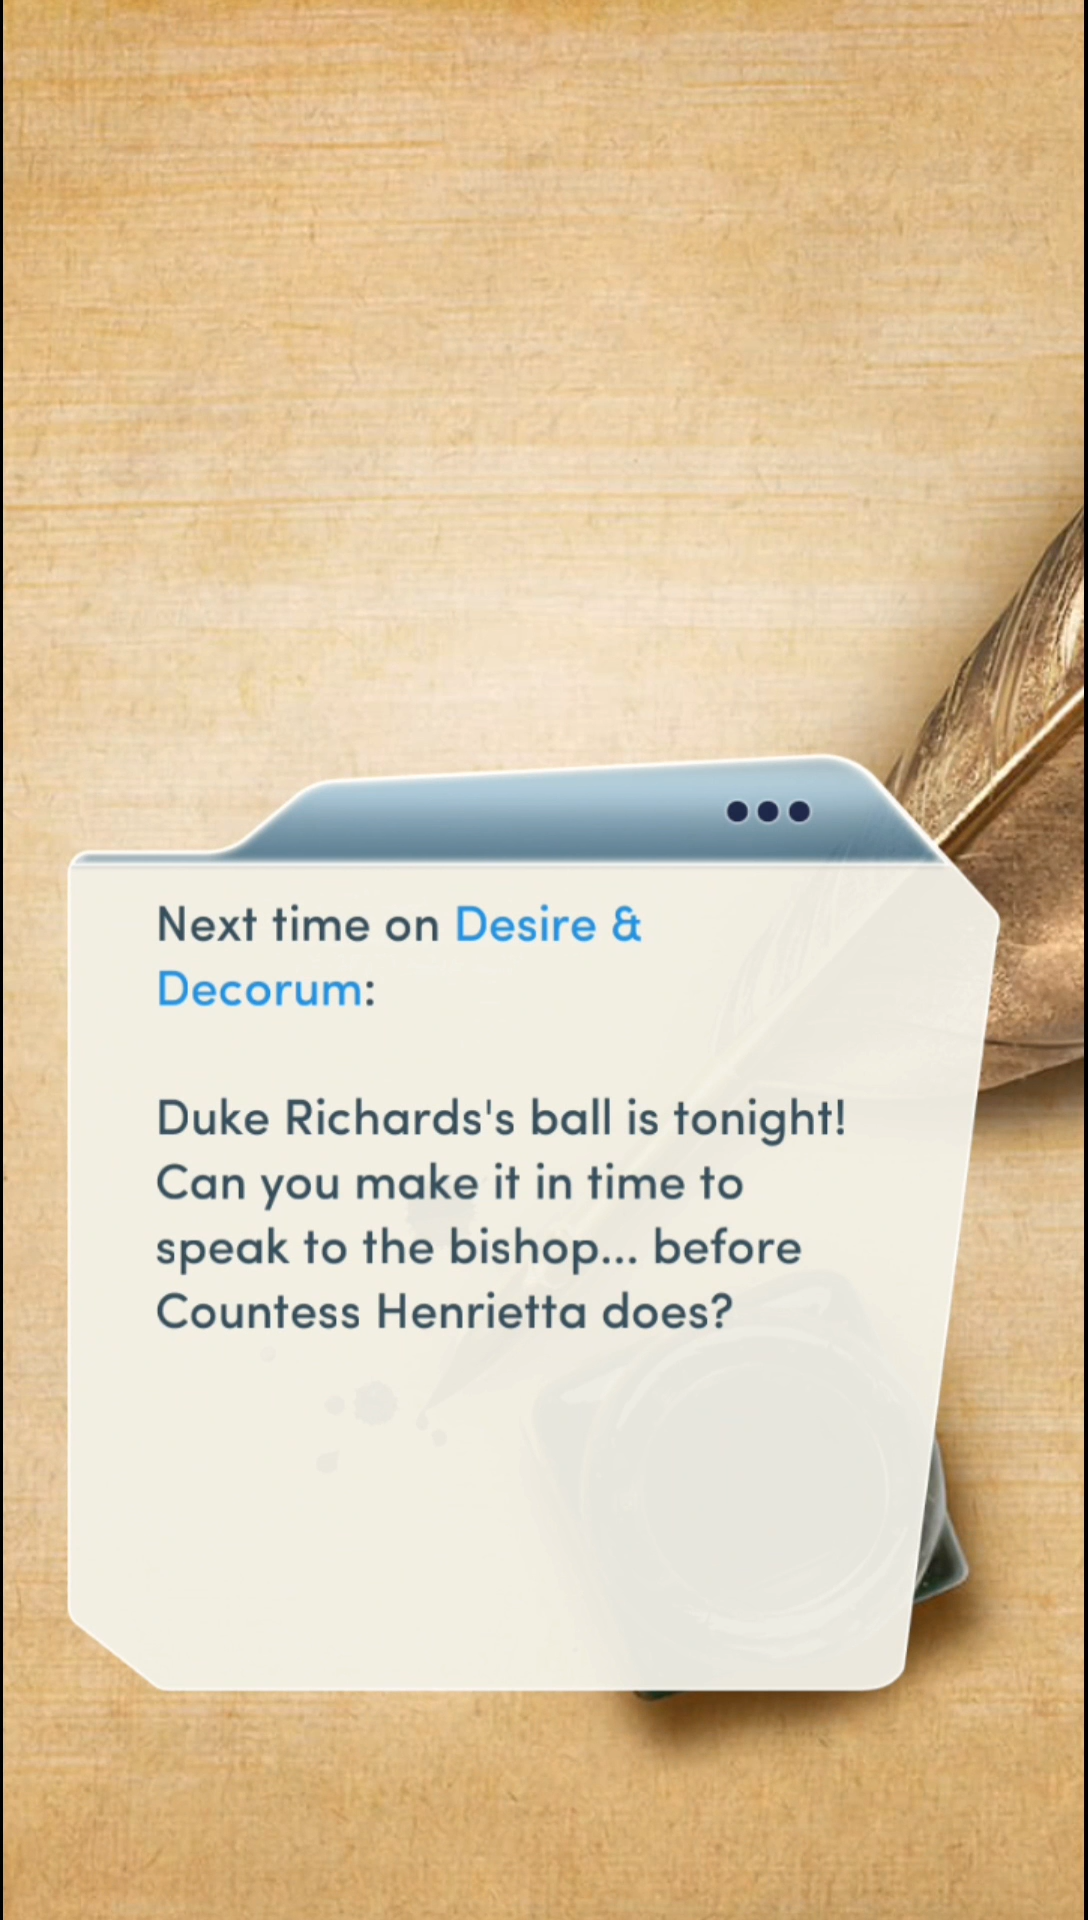 Next time on Desire &
Decorum:
Duke Richards's ball is tonight!
Can you make it in time to
speak to the bishop... before
Countess Henrietta does?